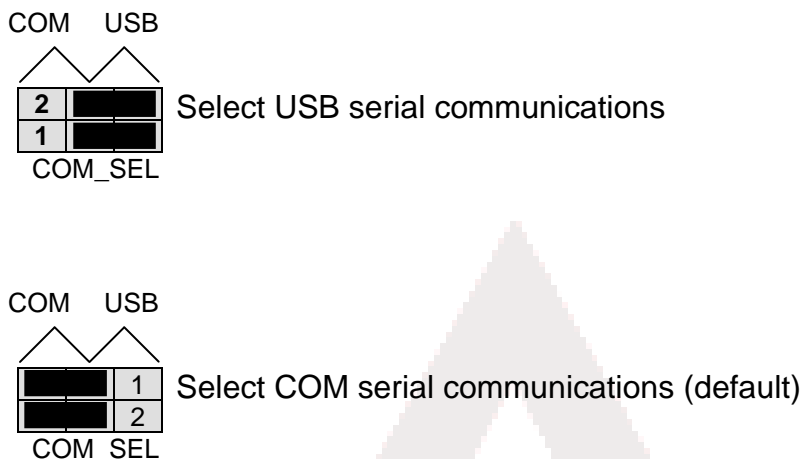 COM USB
2
Select USB serial communications
1
COM_SEL
COM USB
1
Select COM serial communications (default)
2
COM SEL